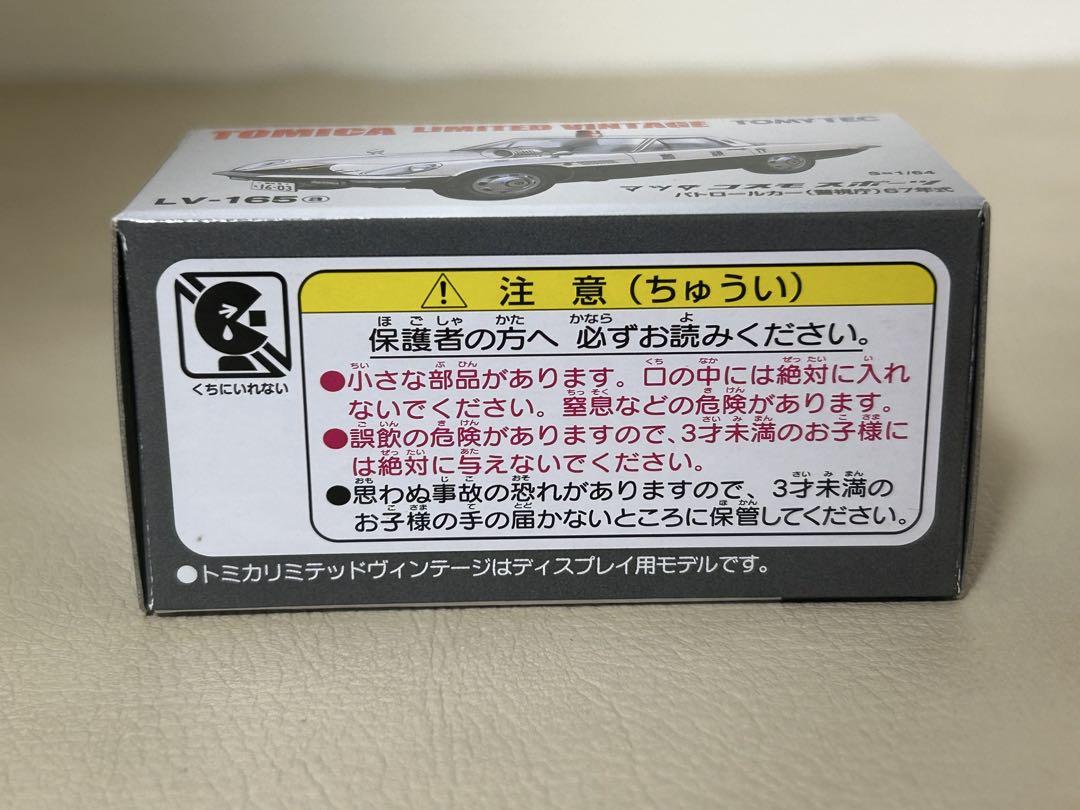 TOMICA LIMITED VINTAGE TOMYTEC
S=1/64
マツダ コスモ スポーツ
LV-165ⓐ
パトロールカー(警視庁)67年式
⚠ 注 意(ちゅうい)
保護者の方へ 必ずお読みください。
●小さな部品があります。口の中には絶対に入れ
ないでください。窒息などの危険があります。
●誤飲の危険がありますので、3才未満のお子様に
は絶対に与えないでください。
●思わぬ事故の恐れがありますので、3才未満の
お子様の手の届かないところに保管してください。
くちにいれない
●トミカリミテッドヴィンテージはディスプレイ用モデルです。